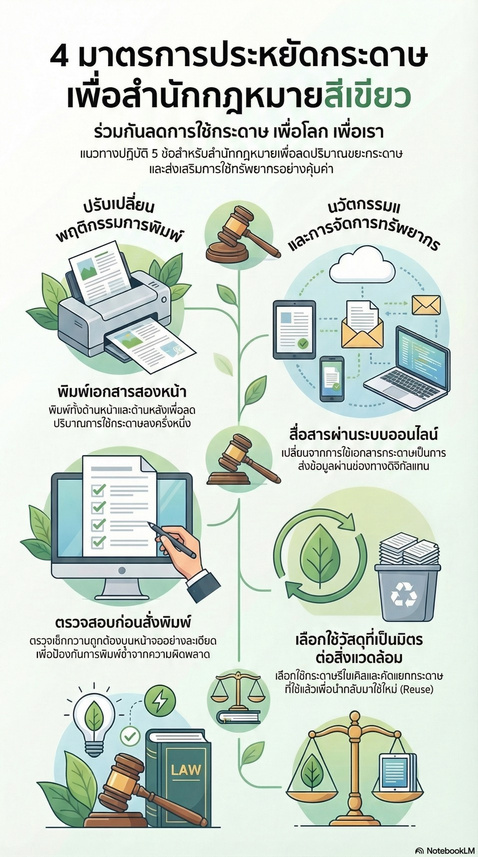 4 มาตรการประหยัดกระดาษ
เพื่อสำนักกฎหมายสีเขียว
ร่วมกันลดการใช้กระดาษ เพื่อโลก เพื่อเรา
แนวทางปฏิบัติ 5 ข้อสำหรับสำนักกฎหมายเพื่อลดปริมาณขยะกระดาษ
และส่งเสริมการใช้ทรัพยากรอย่างคุ้มค่า
ปรับเปลี่ยน
พฤติกรรมการพิมพ์
นวัตกรรมแ
และการจัดการทรัพยากร
พิมพ์เอกสารสองหน้า
พิมพ์ทั้งด้านหน้าและด้านหลังเพื่อลด
ปริมาณการใช้กระดาษลงครึ่งหนึ่ง
สื่อสารผ่านระบบออนไลน์
เปลี่ยนจากการใช้เอกสารกระดาษเป็นการ
ส่งข้อมูลผ่านช่องทางดิจิทัลแทน
ตรวจสอบก่อนสั่งพิมพ์
ตรวจเช็กความถูกต้องบนหน้าจออย่างละเอียด
เพื่อป้องกันการพิมพ์ซ้ำจากความผิดพลาด
เลือกใช้วัสดุที่เป็นมิตร
ต่อสิ่งแวดล้อม
เลือกใช้กระดาษรีไซเคิลและคัดแยกกระดาษ
ที่ใช้แล้วเพื่อนำกลับมาใช้ใหม่ (Reuse)
LAW
NotebookLM